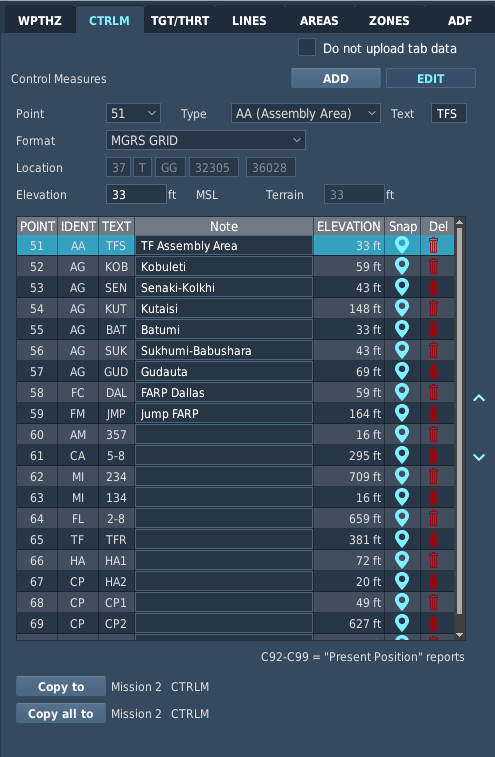 WPTHZ CTRLM TGT/THRT LINES AREAS ZONES ADF
Do not upload tab data
Control Measures ADD EDIT
Point 51 Type AA (Assembly Area) Text TFS
Format MGRS GRID
Location 37 T GG 32305 36028
Elevation 33 ft MSL Terrain 33 ft
POINT IDENT TEXT Note ELEVATION Snap Del
51 AA TFS TF Assembly Area 33 ft
52 AG KOB Kobuleti 59 ft
53 AG SEN Senaki-Kolkhi 43 ft
54 AG KUT Kutaisi 148 ft
55 AG BAT Batumi 33 ft
56 AG SUK Sukhumi-Babushara 43 ft
57 AG GUD Gudauta 69 ft
58 FC DAL FARP Dallas 59 ft
59 FM JMP Jump FARP 164 ft
60 AM 357 16 ft
61 CA 5-8 295 ft
62 MI 234 709 ft
63 MI 134 16 ft
64 FL 2-8 659 ft
65 TF TFR 381 ft
66 HA HA1 72 ft
67 CP HA2 20 ft
68 CP CP1 49 ft
69 CP CP2 627 ft
C92-C99 = "Present Position" reports
Copy to Mission 2 CTRLM
Copy all to Mission 2 CTRLM